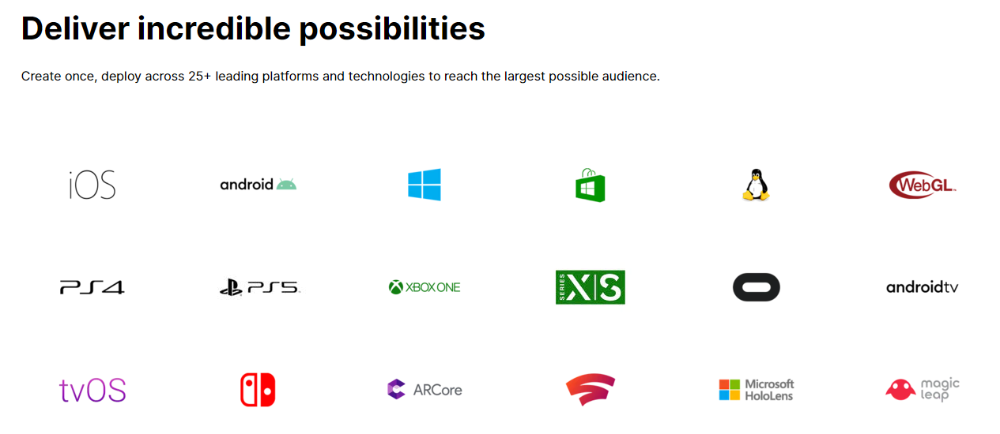 Deliver incredible possibilities
Create once, deploy across 25+ leading platforms and technologies to reach the largest possible audience.
iOS
android
WebGL™
PS4
PS5
XBOX ONE
SERIES X|S
androidtv
tvOS
ARCore
Microsoft
HoloLens
magic
leap